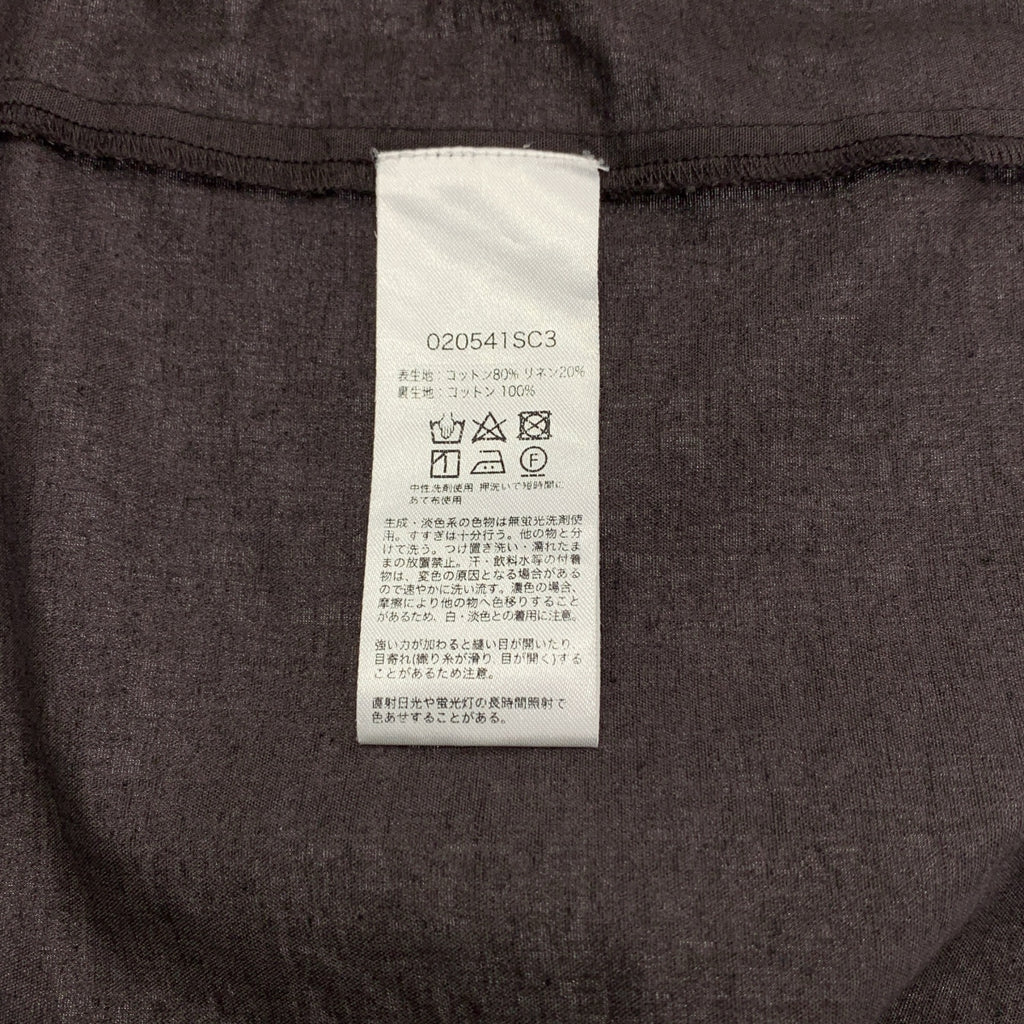 020541SC3
表生地：コットン80% リネン20%
裏生地：コットン 100%
F
中性洗剤使用 押洗いで短時間に
あて布使用
生成・淡色系の色物は無蛍光洗剤使
用。すすぎは十分行う。他の物と分
けて洗う。つけ置き洗い・濡れたま
まの放置禁止。汗・飲料水等の付着
物は、変色の原因となる場合がある
ので速やかに洗い流す。濃色の場合、
摩擦により他の物へ色移りすること
があるため、白・淡色との着用に注意。
強い力が加わると縫い目が開いたり、
目寄れ(織り糸が滑り、目が開く)する
ことがあるため注意。
直射日光や蛍光灯の長時間照射で
色あせすることがある。